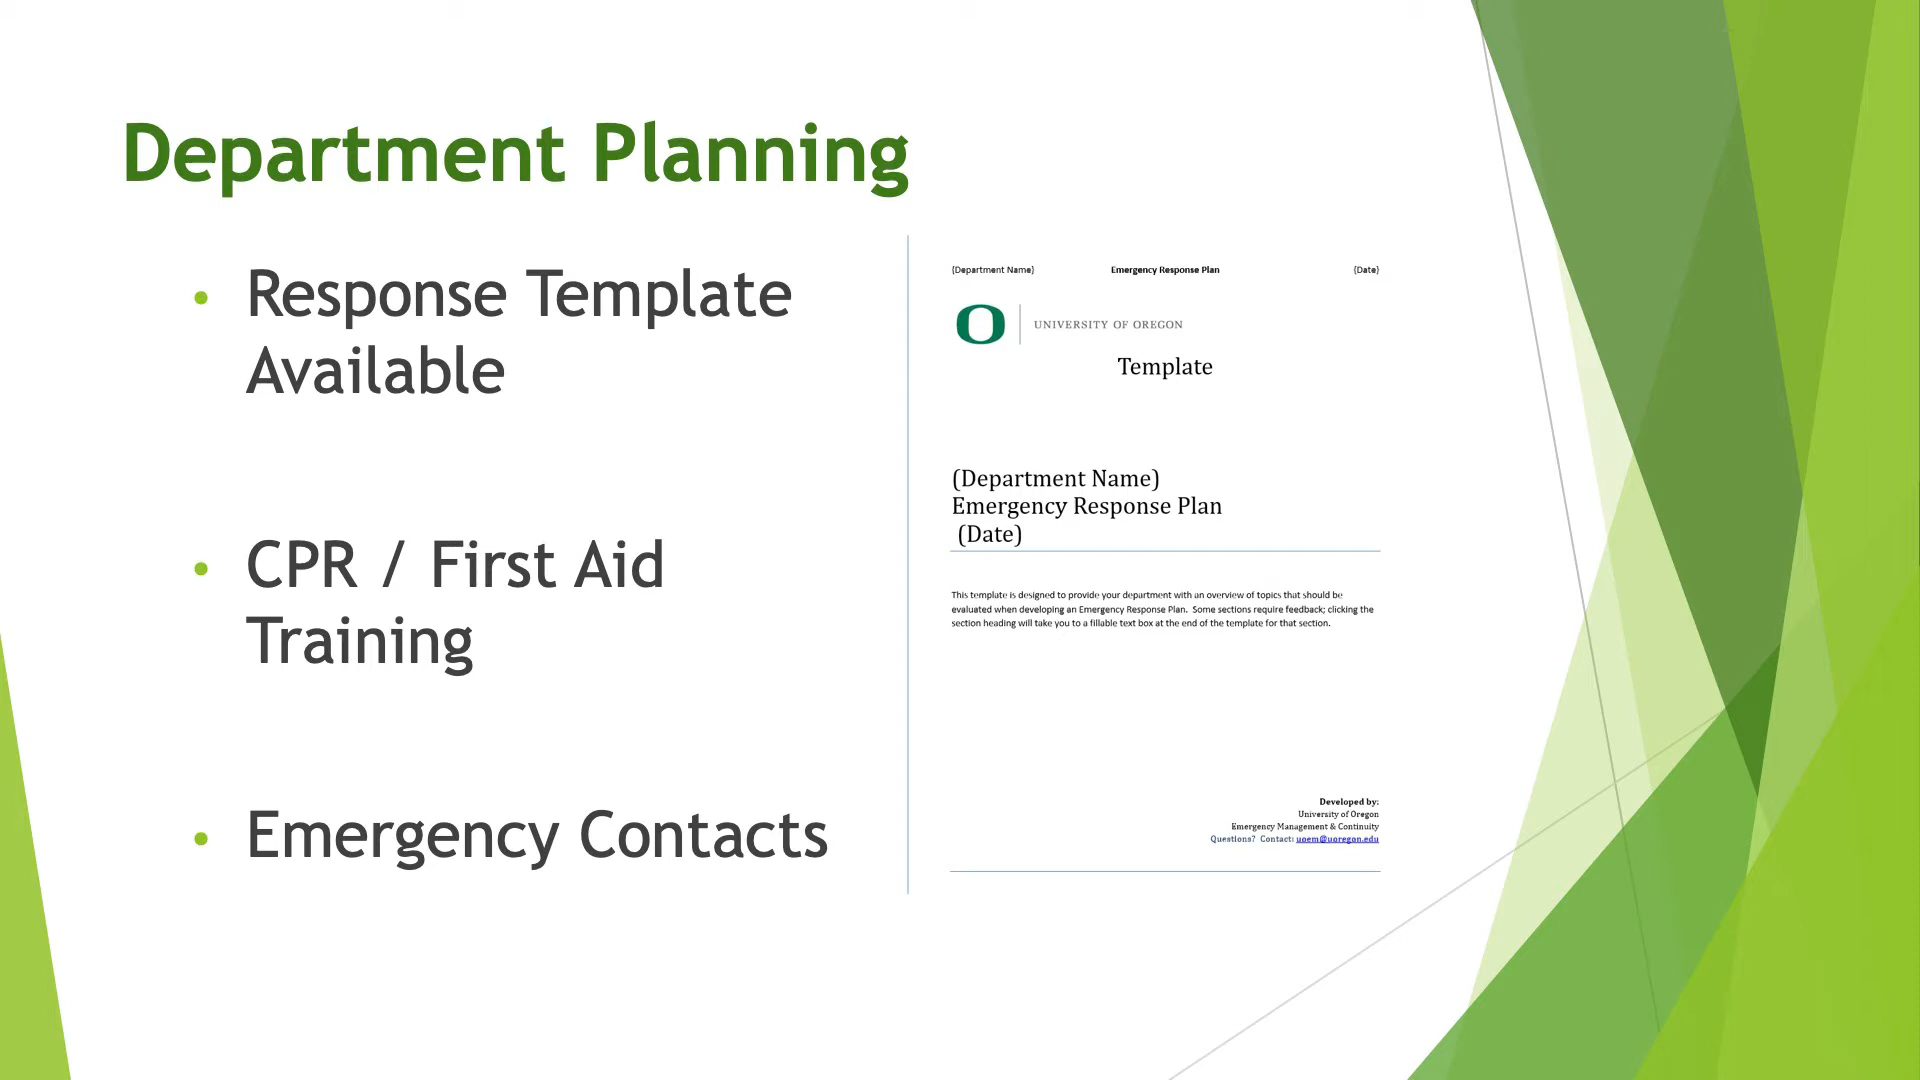 Department Planning
• Response Template
Available
• CPR / First Aid
Training
• Emergency Contacts
(Department Name) Emergency Response Plan (Date)
O UNIVERSITY OF OREGON
Template
(Department Name)
Emergency Response Plan
(Date)
This template is designed to provide your department with an overview of topics that should be
evaluated when developing an Emergency Response Plan. Some sections require feedback; clicking the
section heading will take you to a fillable text box at the end of the template for that section.
Developed by:
University of Oregon
Emergency Management & Continuity
Questions? Contact: uoem@uoregon.edu